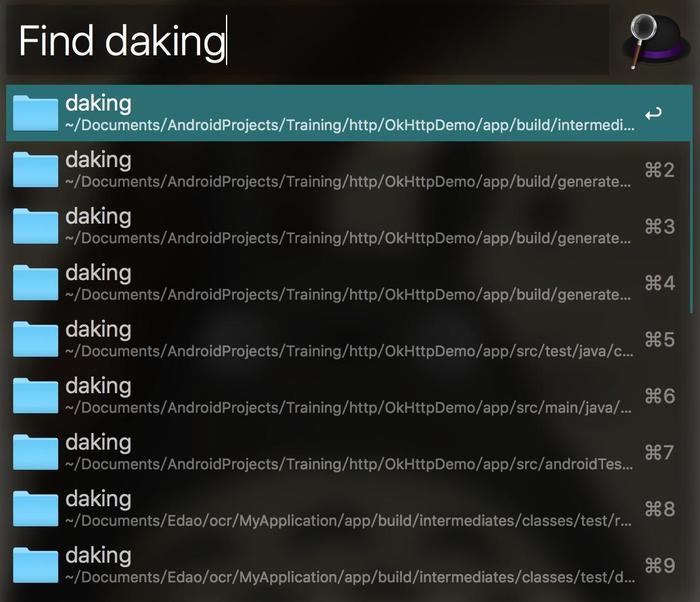 Find daking
daking
~/Documents/AndroidProjects/Training/http/OkHttpDemo/app/build/intermedi...
daking
~/Documents/AndroidProjects/Training/http/OkHttpDemo/app/build/generate...
⌘2
daking
~/Documents/AndroidProjects/Training/http/OkHttpDemo/app/build/generate...
⌘3
daking
~/Documents/AndroidProjects/Training/http/OkHttpDemo/app/build/generate...
⌘4
daking
~/Documents/AndroidProjects/Training/http/OkHttpDemo/app/src/test/java/c...
⌘5
daking
~/Documents/AndroidProjects/Training/http/OkHttpDemo/app/src/main/java/...
⌘6
daking
~/Documents/AndroidProjects/Training/http/OkHttpDemo/app/src/androidTes...
⌘7
daking
~/Documents/Edao/ocr/MyApplication/app/build/intermediates/classes/test/r...
⌘8
daking
~/Documents/Edao/ocr/MyApplication/app/build/intermediates/classes/test/d...
⌘9